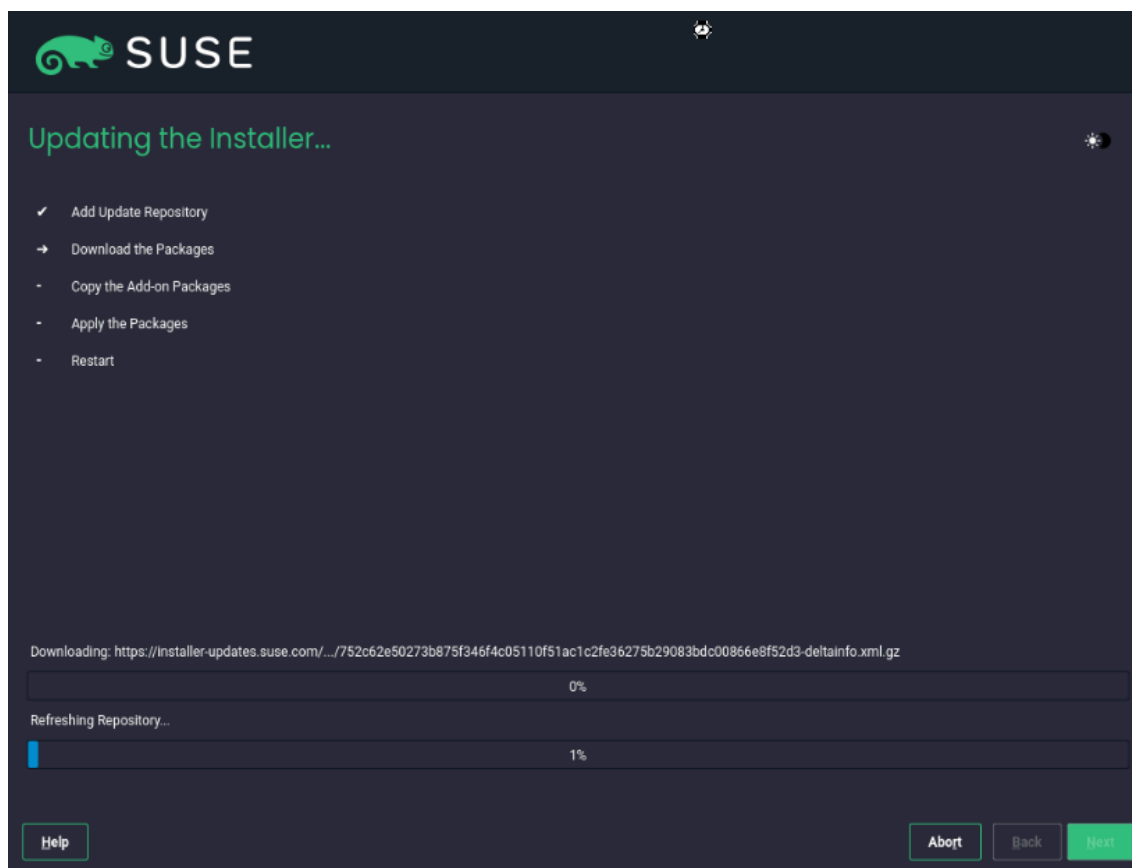 SUSE
Updating the Installer...
✔ Add Update Repository
➔ Download the Packages
- Copy the Add-on Packages
- Apply the Packages
- Restart
Downloading: https://installer-updates.suse.com/.../752c62e50273b875f346f4c05110f51ac1c2fe36275b29083bdc00866e8f52d3-deltainfo.xml.gz
0%
Refreshing Repository...
1%
Help Abort Back Next